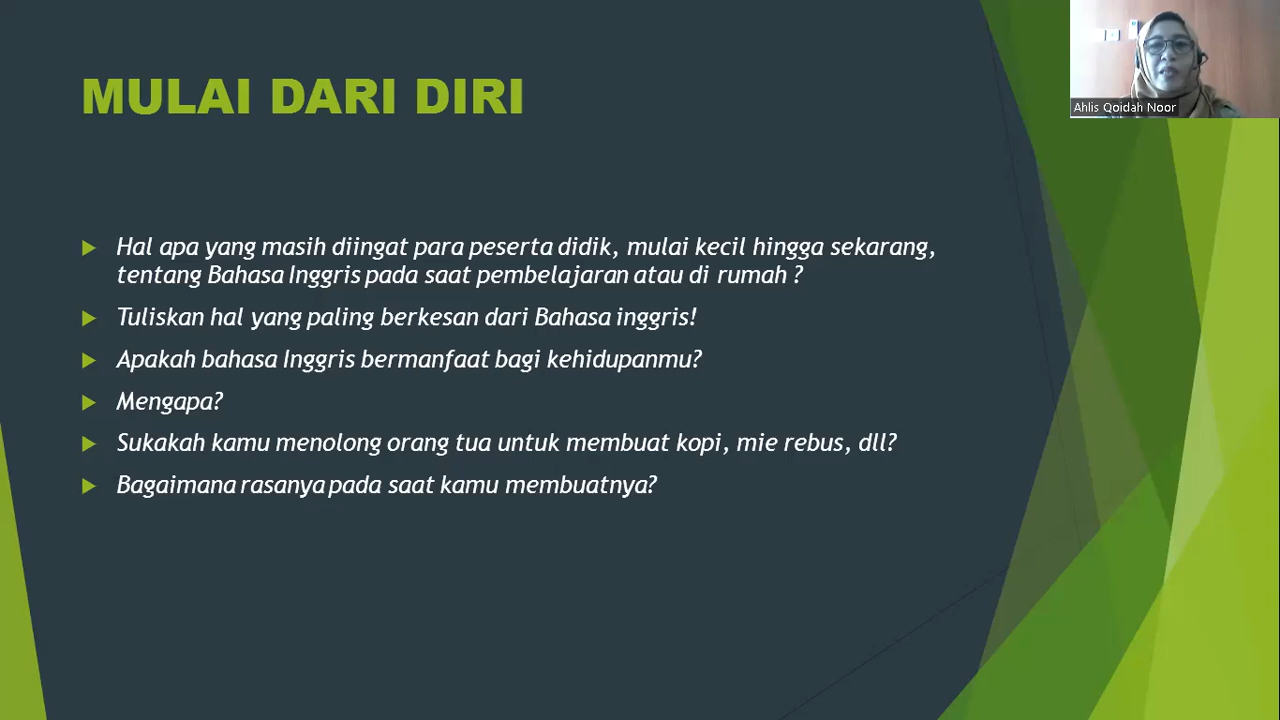 MULAI DARI DIRI
Ahlis Qoidah Noor
Hal apa yang masih diingat para peserta didik, mulai kecil hingga sekarang,
tentang Bahasa Inggris pada saat pembelajaran atau di rumah ?
Tuliskan hal yang paling berkesan dari Bahasa inggris!
Apakah bahasa Inggris bermanfaat bagi kehidupanmu?
Mengapa?
Sukakah kamu menolong orang tua untuk membuat kopi, mie rebus, dll?
Bagaimana rasanya pada saat kamu membuatnya?